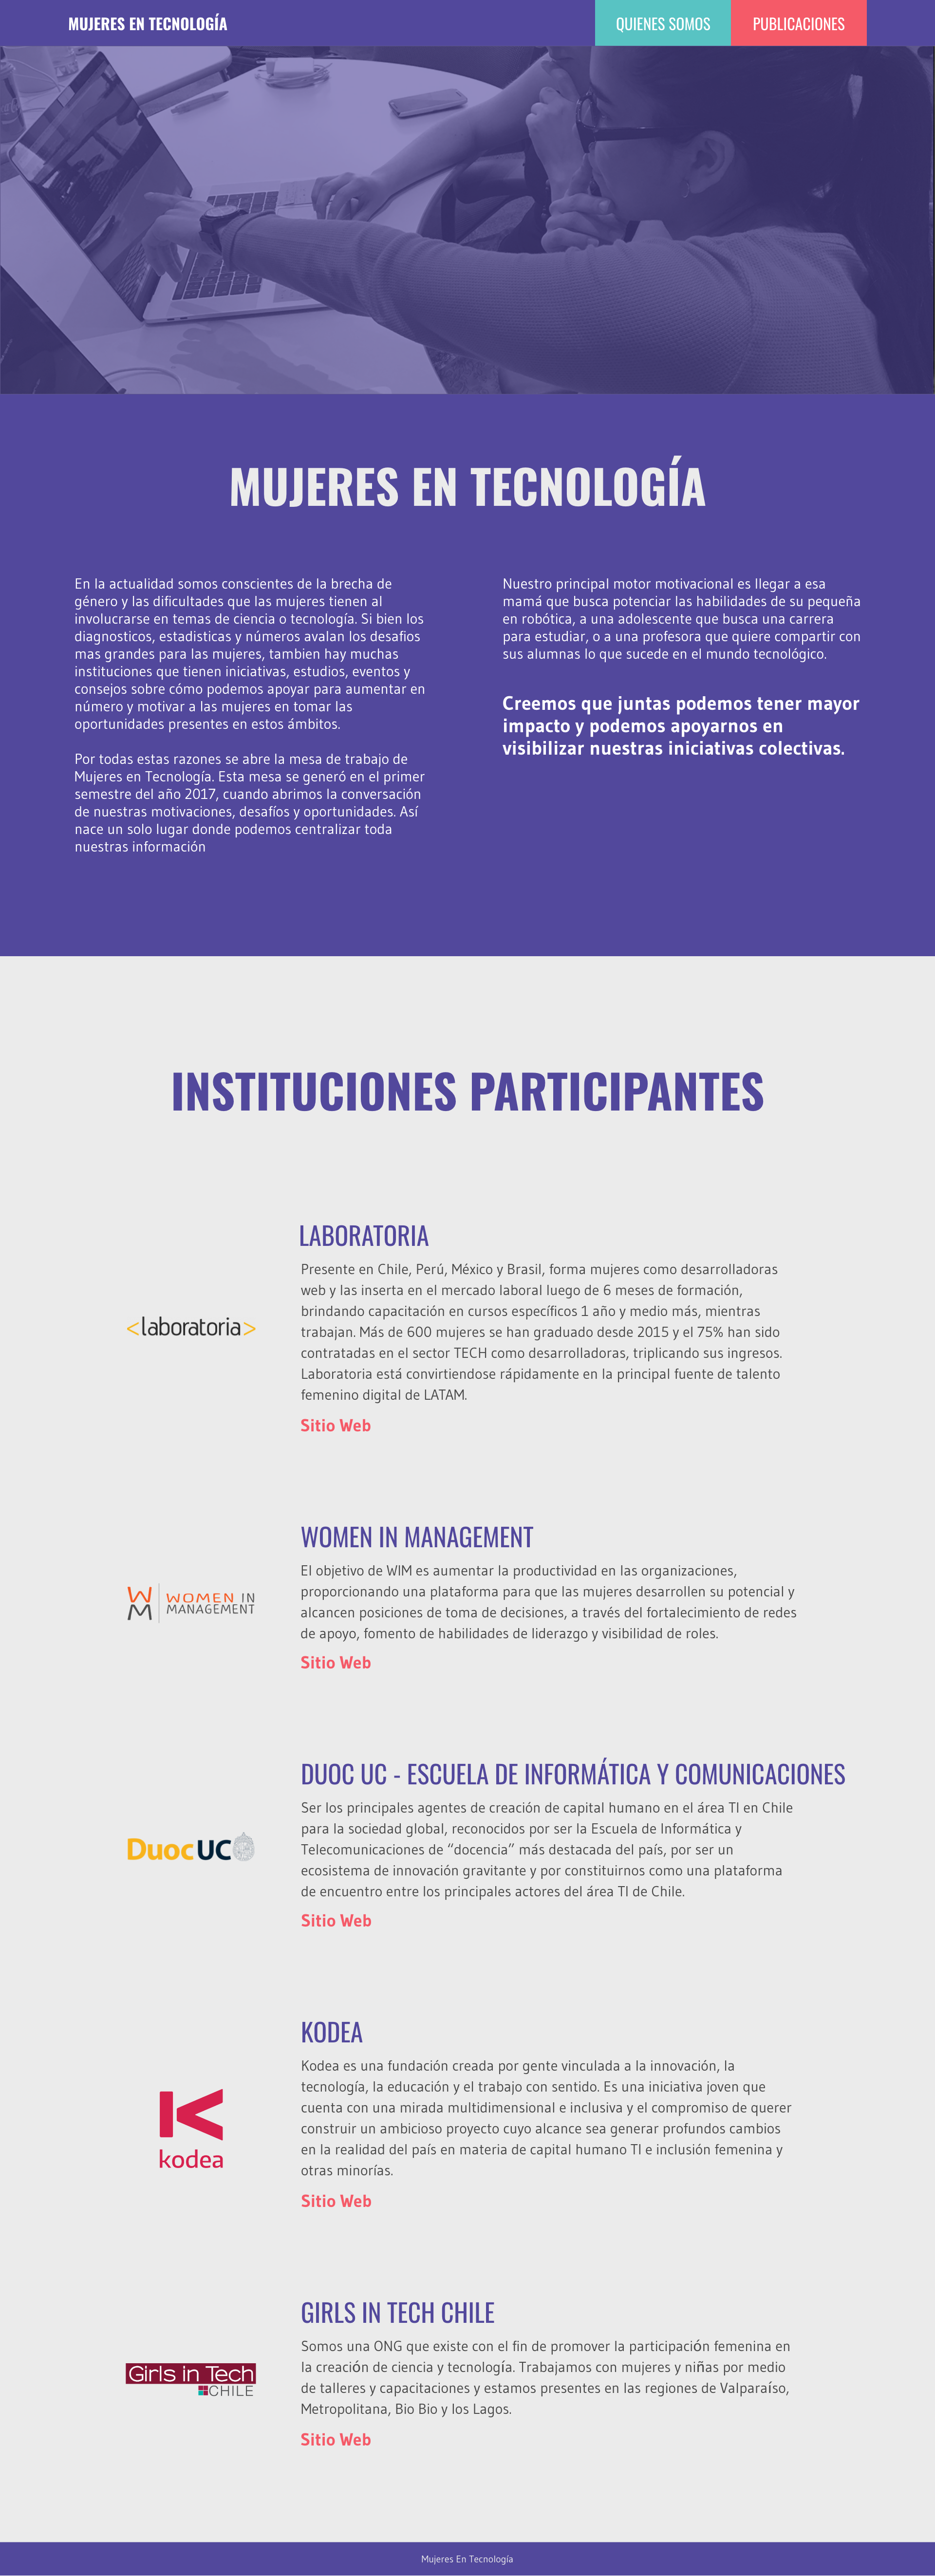 MUJERES EN TECNOLOGÍA
QUIENES SOMOS
PUBLICACIONES
MUJERES EN TECNOLOGÍA
En la actualidad somos conscientes de la brecha de
género y las dificultades que las mujeres tienen al
involucrarse en temas de ciencia o tecnología. Si bien los
diagnosticos, estadisticas y números avalan los desafios
mas grandes para las mujeres, tambien hay muchas
instituciones que tienen iniciativas, estudios, eventos y
consejos sobre cómo podemos apoyar para aumentar en
número y motivar a las mujeres en tomar las
oportunidades presentes en estos ámbitos.
Por todas estas razones se abre la mesa de trabajo de
Mujeres en Tecnología. Esta mesa se generó en el primer
semestre del año 2017, cuando abrimos la conversación
de nuestras motivaciones, desafíos y oportunidades. Así
nace un solo lugar donde podemos centralizar toda
nuestras información
Nuestro principal motor motivacional es llegar a esa
mamá que busca potenciar las habilidades de su pequeña
en robótica, a una adolescente que busca una carrera
para estudiar, o a una profesora que quiere compartir con
sus alumnas lo que sucede en el mundo tecnológico.
Creemos que juntas podemos tener mayor
impacto y podemos apoyarnos en
visibilizar nuestras iniciativas colectivas.
INSTITUCIONES PARTICIPANTES
<laboratoria>
LABORATORIA
Presente en Chile, Perú, México y Brasil, forma mujeres como desarrolladoras
web y las inserta en el mercado laboral luego de 6 meses de formación,
brindando capacitación en cursos específicos 1 año y medio más, mientras
trabajan. Más de 600 mujeres se han graduado desde 2015 y el 75% han sido
contratadas en el sector TECH como desarrolladoras, triplicando sus ingresos.
Laboratoria está convirtiendose rápidamente en la principal fuente de talento
femenino digital de LATAM.
Sitio Web
WM
WOMEN IN
MANAGEMENT
WOMEN IN MANAGEMENT
El objetivo de WIM es aumentar la productividad en las organizaciones,
proporcionando una plataforma para que las mujeres desarrollen su potencial y
alcancen posiciones de toma de decisiones, a través del fortalecimiento de redes
de apoyo, fomento de habilidades de liderazgo y visibilidad de roles.
Sitio Web
Duoc UC
DUOC UC - ESCUELA DE INFORMÁTICA Y COMUNICACIONES
Ser los principales agentes de creación de capital humano en el área TI en Chile
para la sociedad global, reconocidos por ser la Escuela de Informática y
Telecomunicaciones de “docencia” más destacada del país, por ser un
ecosistema de innovación gravitante y por constituirnos como una plataforma
de encuentro entre los principales actores del área TI de Chile.
Sitio Web
kodea
KODEA
Kodea es una fundación creada por gente vinculada a la innovación, la
tecnología, la educación y el trabajo con sentido. Es una iniciativa joven que
cuenta con una mirada multidimensional e inclusiva y el compromiso de querer
construir un ambicioso proyecto cuyo alcance sea generar profundos cambios
en la realidad del país en materia de capital humano TI e inclusión femenina y
otras minorías.
Sitio Web
Girls in Tech
CHILE
GIRLS IN TECH CHILE
Somos una ONG que existe con el fin de promover la participación femenina en
la creación de ciencia y tecnología. Trabajamos con mujeres y niñas por medio
de talleres y capacitaciones y estamos presentes en las regiones de Valparaíso,
Metropolitana, Bio Bio y los Lagos.
Sitio Web
Mujeres En Tecnología